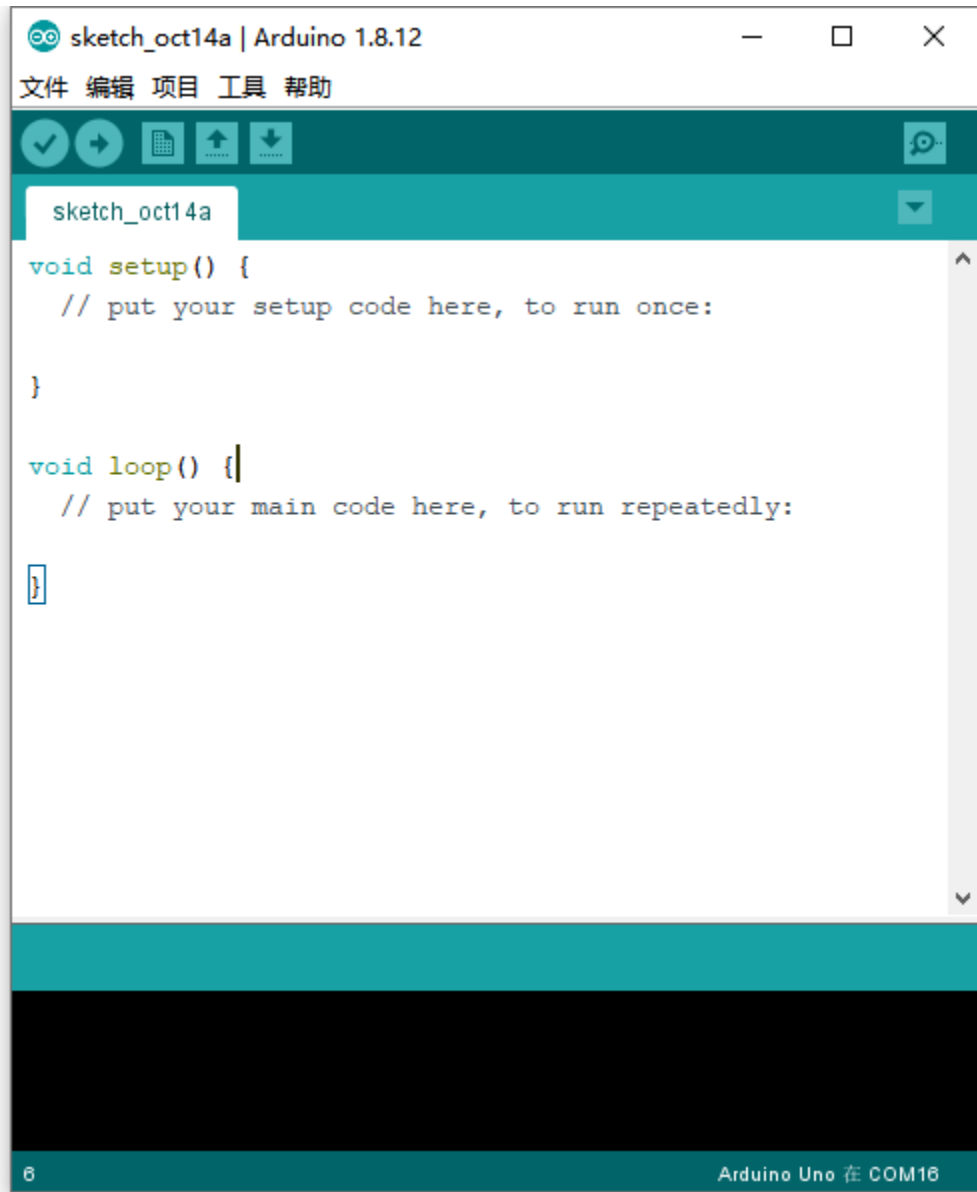 sketch_oct14a | Arduino 1.8.12
文件 编辑 项目 工具 帮助
sketch_oct14a
void setup() {
  // put your setup code here, to run once:
}
void loop() {
  // put your main code here, to run repeatedly:
}
6 Arduino Uno 在 COM16